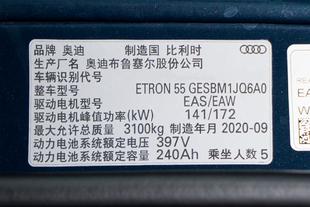 品牌 奥迪 制造国 比利时
厂名 奥迪布鲁塞尔股份公司
车辆识别代号
整车型号 ETRON 55 GESBM1JQ6A0
驱动电机型号 EAS/EAW
驱动电机峰值功率(kW) 141/172
最大允许总质量 3100kg 制造年月 2020-09
动力电池系统额定电压 397V
动力电池系统额定容量 240Ah 乘坐人数 5